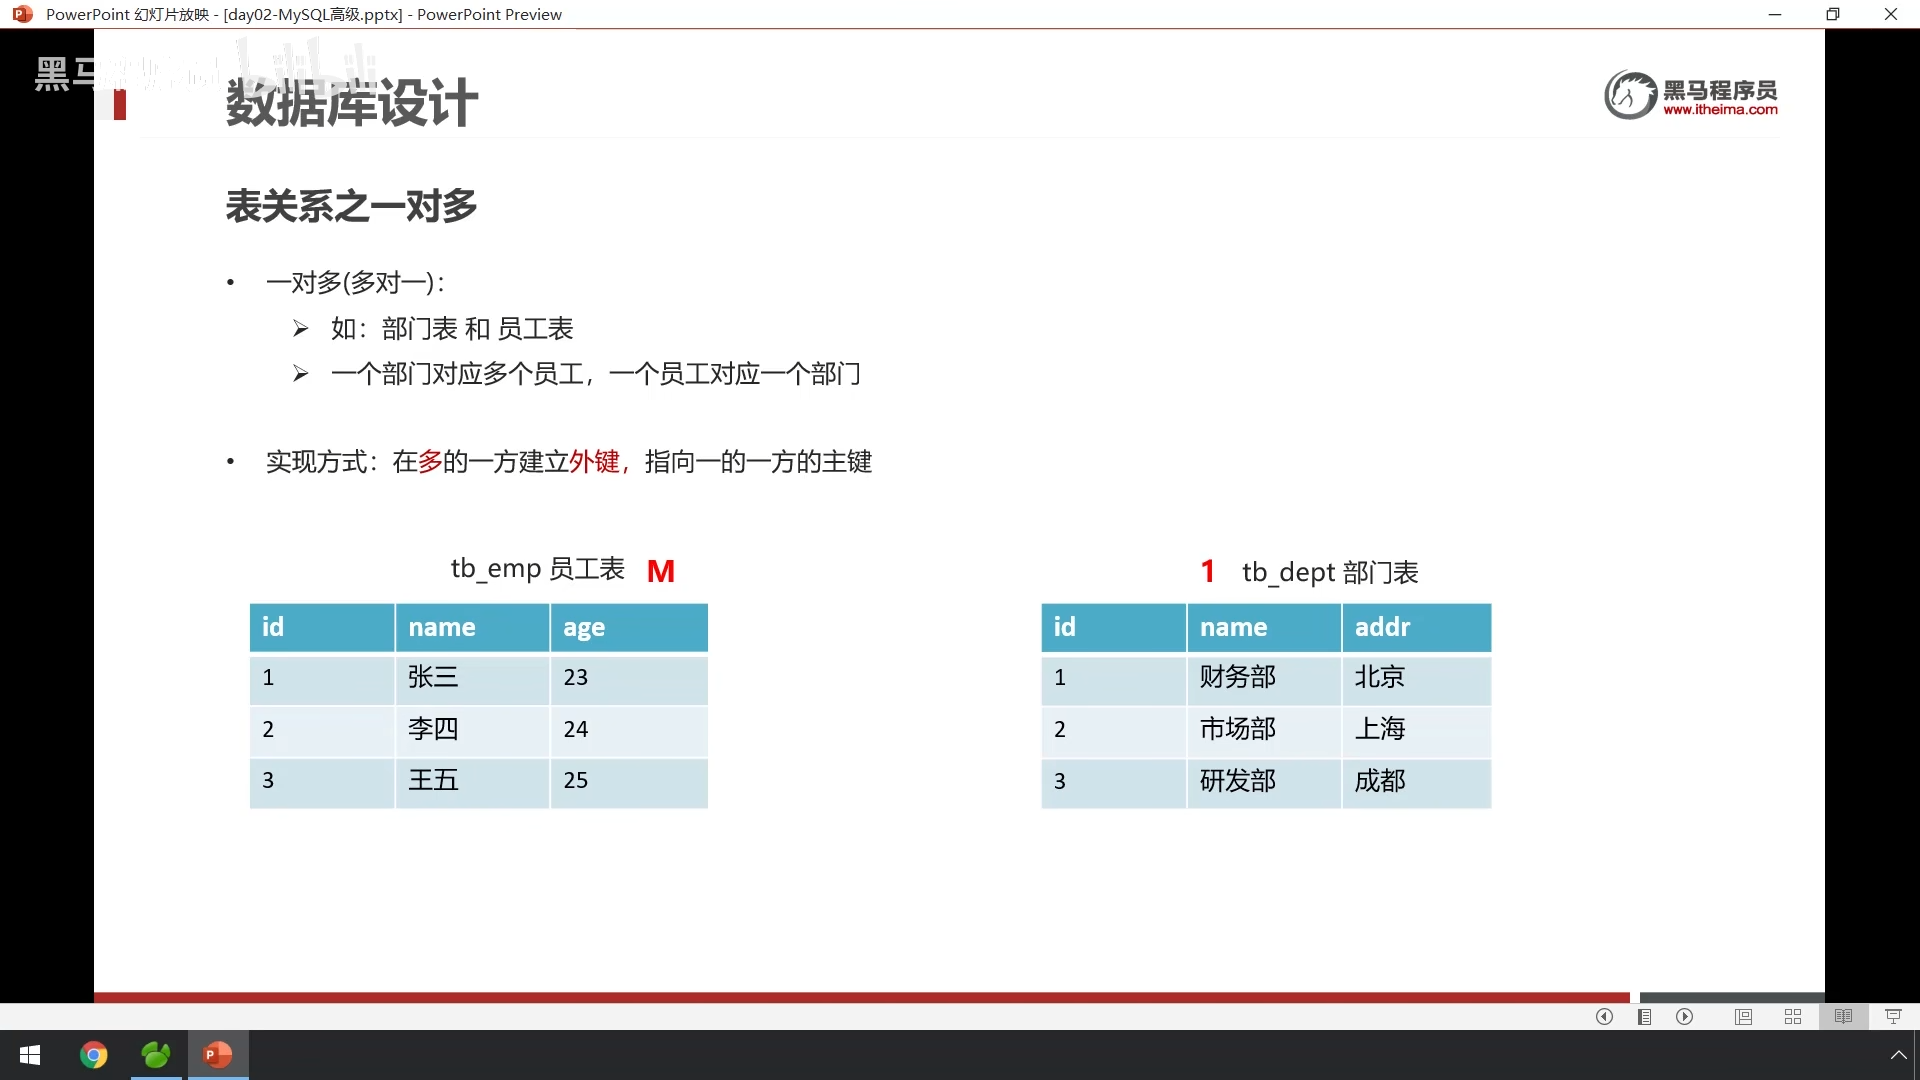 PowerPoint 幻灯片放映 - [day02-MySQL高级.pptx] - PowerPoint Preview
数据库设计
黑马程序员
www.itheima.com
表关系之一对多
• 一对多(多对一)：
➢ 如：部门表 和 员工表
➢ 一个部门对应多个员工，一个员工对应一个部门
• 实现方式：在多的一方建立外键，指向一的一方的主键
tb_emp 员工表 M
id name age
1 张三 23
2 李四 24
3 王五 25
1 tb_dept 部门表
id name addr
1 财务部 北京
2 市场部 上海
3 研发部 成都